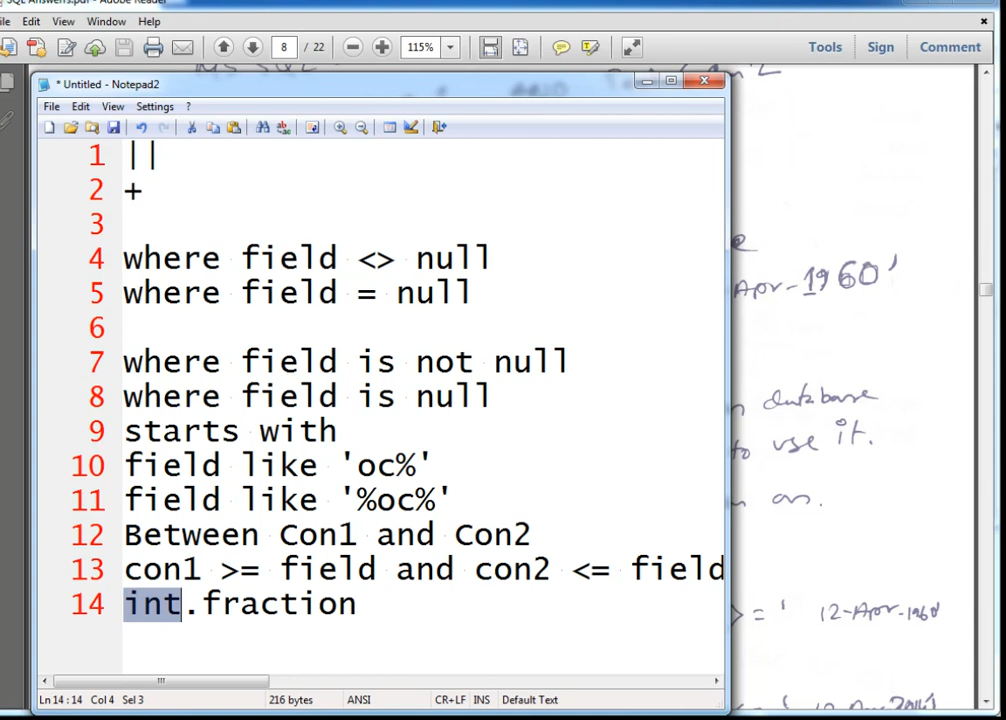 SQL Answers.pdf - Adobe Reader
Edit View Window Help
8 / 22 115% Tools Sign Comment
MS SQL
* Untitled - Notepad2
File Edit View Settings ?
1 ||
2 +
3
4 where field <> null
5 where field = null
6
7 where field is not null
8 where field is null
9 starts with
10 field like 'oc%'
11 field like '%oc%'
12 Between Con1 and Con2
13 con1 >= field and con2 <= field
14 int.fraction
Apr-1960'
database
to use it.
an.
> = ' 12-Apr-1960
Ln 14 : 14 Col 4 Sel 3 216 bytes ANSI CR+LF INS Default Text